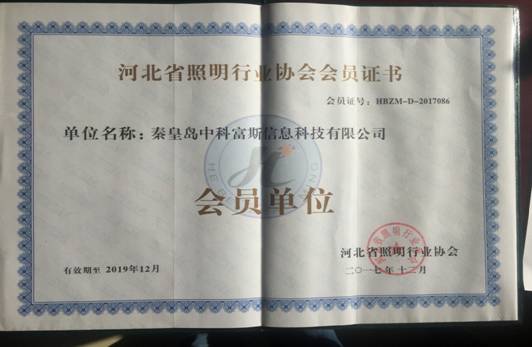 河北省照明行业协会会员证书
会员证号：HBZM-D-2017086
单位名称：秦皇岛中科富斯信息科技有限公司
会员单位
河北省照明行业协会
有效期至 2019年12月
二〇一七年十二月